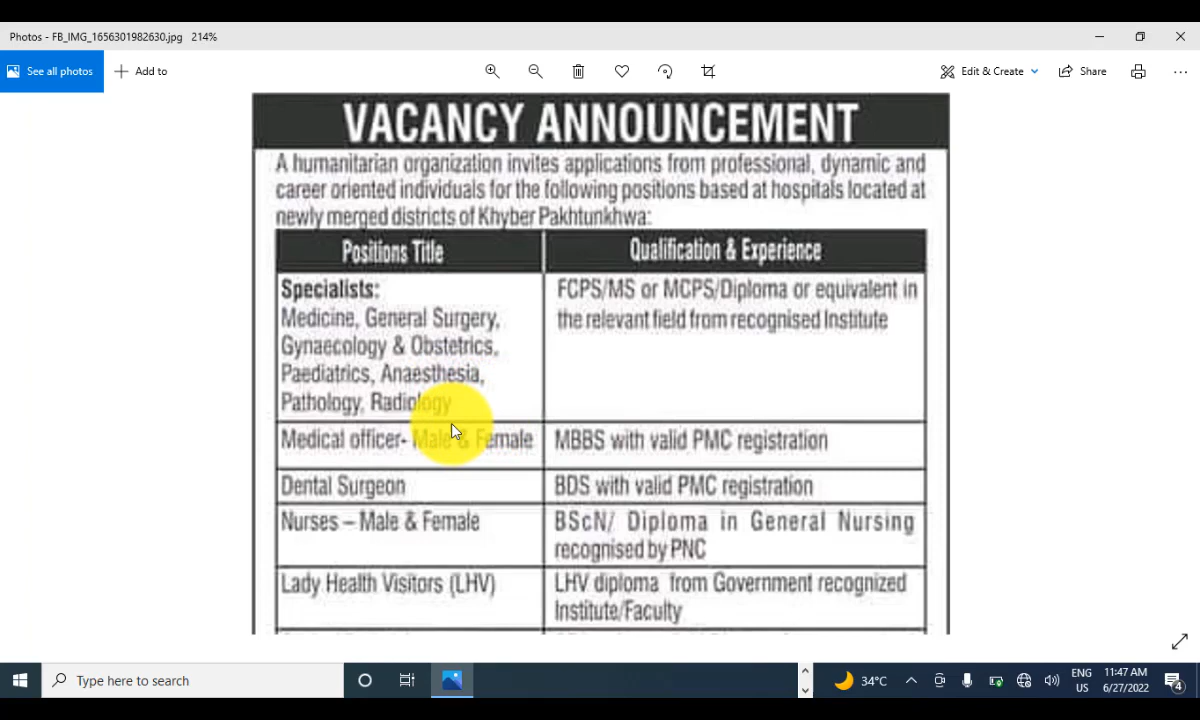 Photos - FB_IMG_1656301982630.jpg   214%
See all photos
Add to
Edit & Create
Share
VACANCY ANNOUNCEMENT
A humanitarian organization invites applications from professional, dynamic and
career oriented individuals for the following positions based at hospitals located at
newly merged districts of Khyber Pakhtunkhwa:
Positions Title
Qualification & Experience
Specialists:
Medicine, General Surgery,
Gynaecology & Obstetrics,
Paediatrics, Anaesthesia,
Pathology, Radiology
FCPS/MS or MCPS/Diploma or equivalent in
the relevant field from recognised Institute
Medical officer- Male & Female
MBBS with valid PMC registration
Dental Surgeon
BDS with valid PMC registration
Nurses – Male & Female
BScN/ Diploma in General Nursing
recognised by PNC
Lady Health Visitors (LHV)
LHV diploma from Government recognized
Institute/Faculty
Type here to search
34°C
ENG
US
11:47 AM
6/27/2022
4